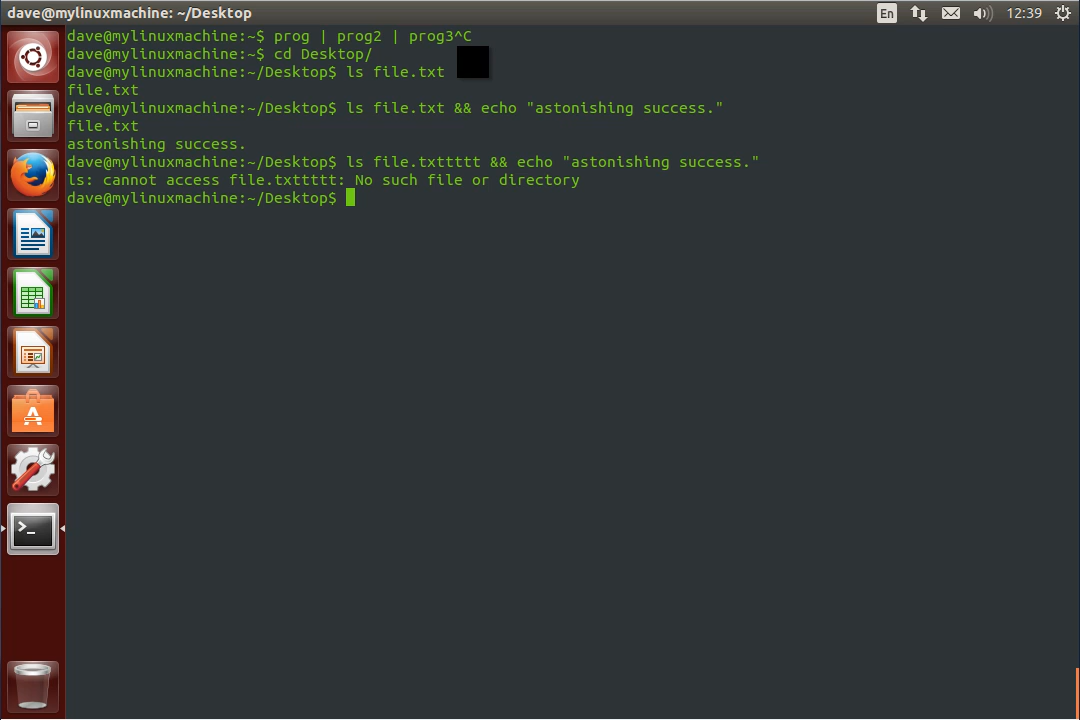 dave@mylinuxmachine: ~/Desktop
En
12:39
dave@mylinuxmachine:~$ prog | prog2 | prog3^C
dave@mylinuxmachine:~$ cd Desktop/
dave@mylinuxmachine:~/Desktop$ ls file.txt
file.txt
dave@mylinuxmachine:~/Desktop$ ls file.txt && echo "astonishing success."
file.txt
astonishing success.
dave@mylinuxmachine:~/Desktop$ ls file.txttttt && echo "astonishing success."
ls: cannot access file.txttttt: No such file or directory
dave@mylinuxmachine:~/Desktop$